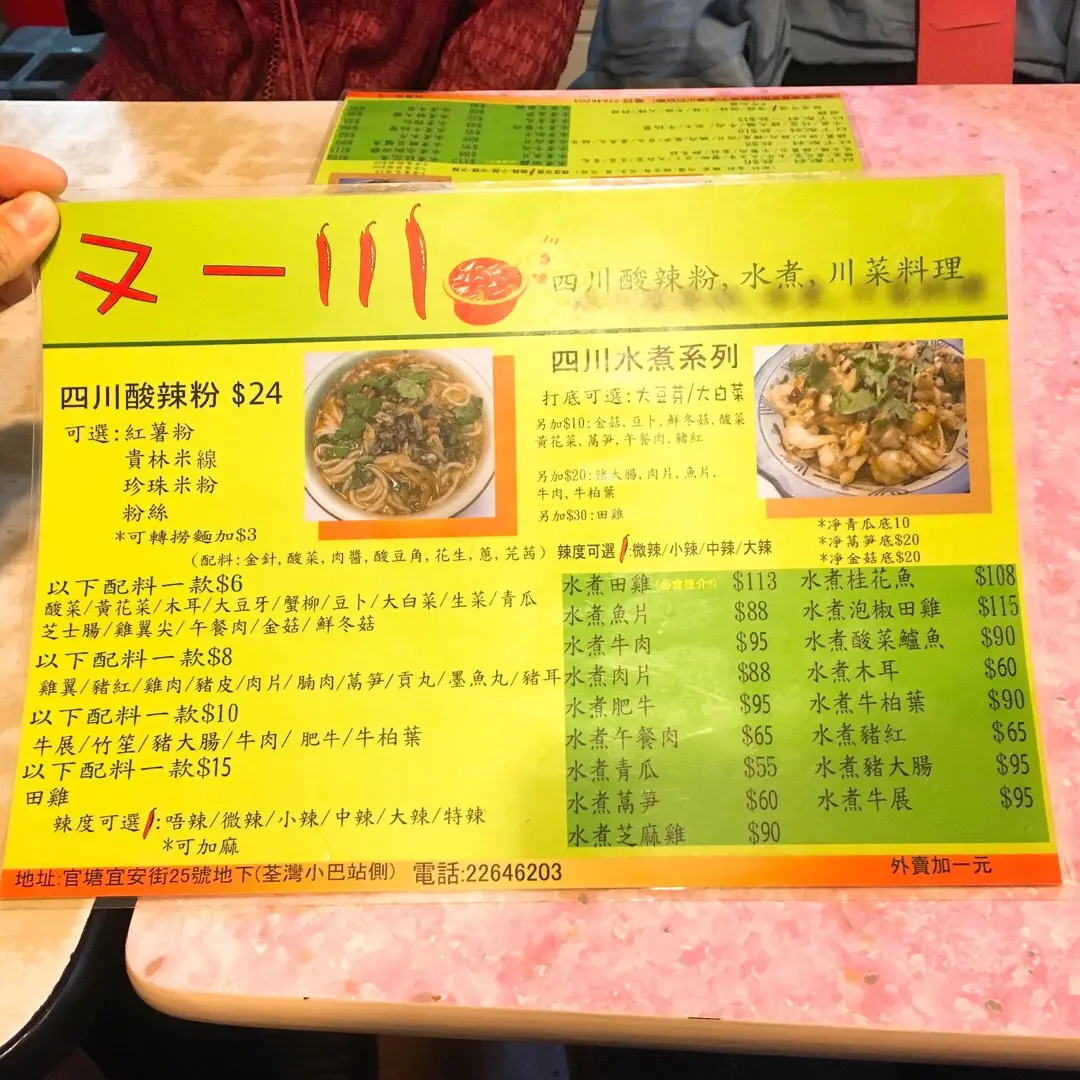 又一川
四川酸辣粉, 水煮, 川菜料理
四川酸辣粉 $24
可選:紅薯粉
貴林米線
珍珠米粉
粉絲
*可轉撈麵加$3
(配料:金針, 酸菜, 肉醬, 酸豆角, 花生, 蔥, 芫茜)
以下配料一款$6
酸菜/黃花菜/木耳/大豆牙/蟹柳/豆卜/大白菜/生菜/青瓜
芝士腸/雞翼尖/午餐肉/金菇/鮮冬菇
以下配料一款$8
雞翼/豬紅/雞肉/豬皮/肉片/腩肉/萵笋/貢丸/墨魚丸/豬耳
以下配料一款$10
牛展/竹笙/豬大腸/牛肉/肥牛/牛柏葉
以下配料一款$15
田雞
辣度可選:唔辣/微辣/小辣/中辣/大辣/特辣
*可加麻
四川水煮系列
打底可選:大豆芽/大白菜
另加$10:金菇, 豆卜, 鮮冬菇, 酸菜
黃花菜, 萵笋, 午餐肉, 豬紅
另加$20:豬大腸, 肉片, 魚片,
牛肉, 牛柏葉
另加$30:田雞
*淨青瓜底10
*淨萵笋底$20
*淨金菇底$20
辣度可選:微辣/小辣/中辣/大辣
水煮田雞(必食推介!!) $113
水煮魚片 $88
水煮牛肉 $95
水煮肉片 $88
水煮肥牛 $95
水煮午餐肉 $65
水煮青瓜 $55
水煮萵笋 $60
水煮芝麻雞 $90
水煮桂花魚 $108
水煮泡椒田雞 $115
水煮酸菜鱸魚 $90
水煮木耳 $60
水煮牛柏葉 $90
水煮豬紅 $65
水煮豬大腸 $95
水煮牛展 $95
地址:官塘宜安街25號地下(荃灣小巴站側) 電話:22646203
外賣加一元